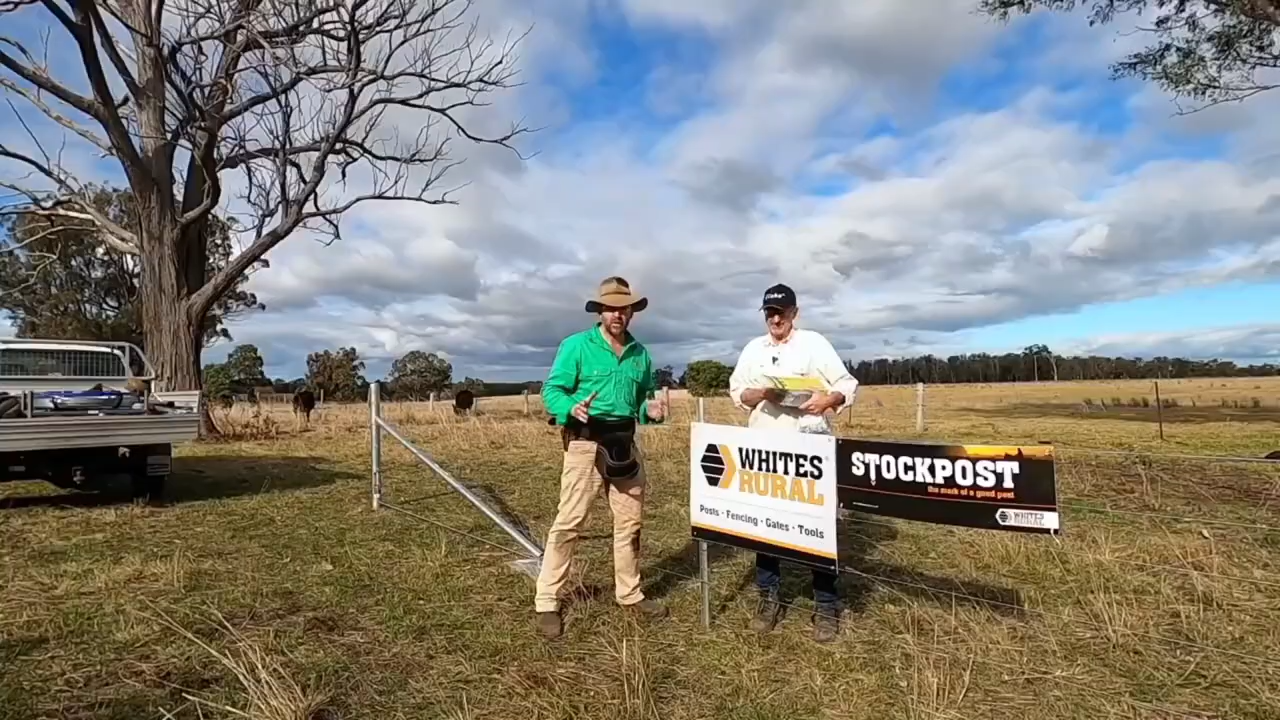 WHITES
RURAL
Posts · Fencing · Gates · Tools
STOCKPOST
the mark of a good post
WHITES
RURAL